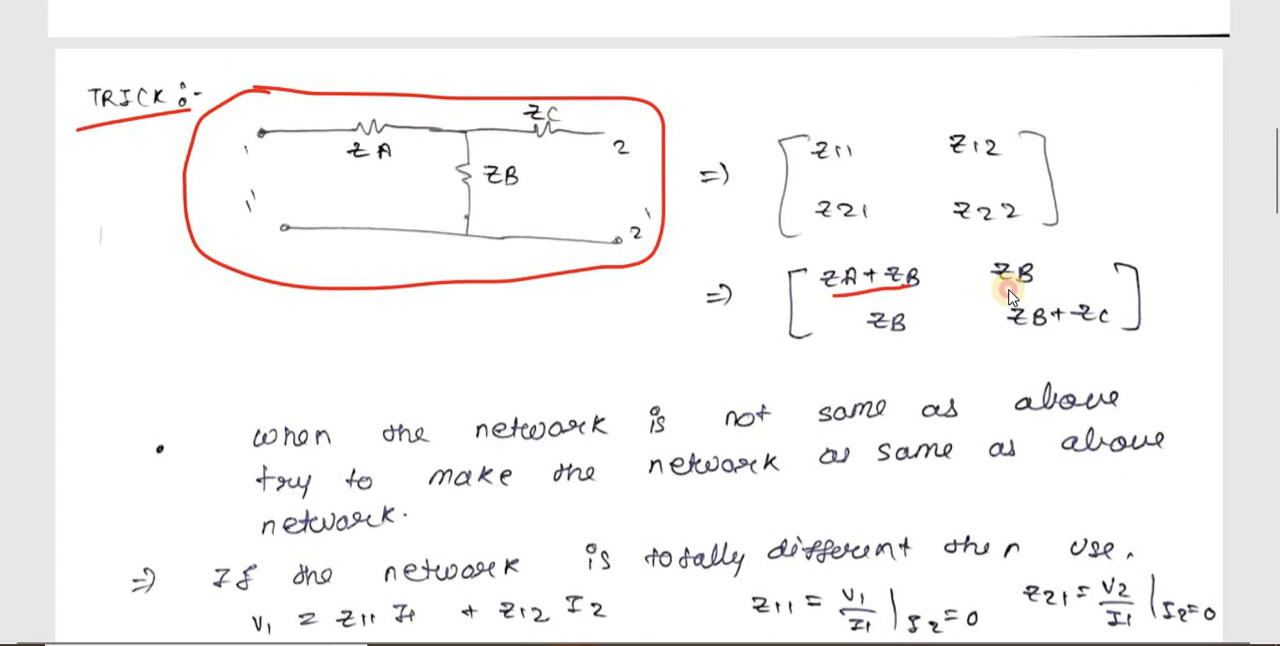 TRICK :-
ZA
ZC
ZB
1
1'
2
2'
=> [ Z11 Z12
Z21 Z22 ]
=> [ ZA + ZB ZB
ZB ZB + ZC ]
• when the network is not same as above
try to make the network as same as above
network.
=> If the network is totally different then use.
V1 = Z11 I1 + Z12 I2 Z11 = V1/I1 | I2=0 Z21 = V2/I1 | I2=0